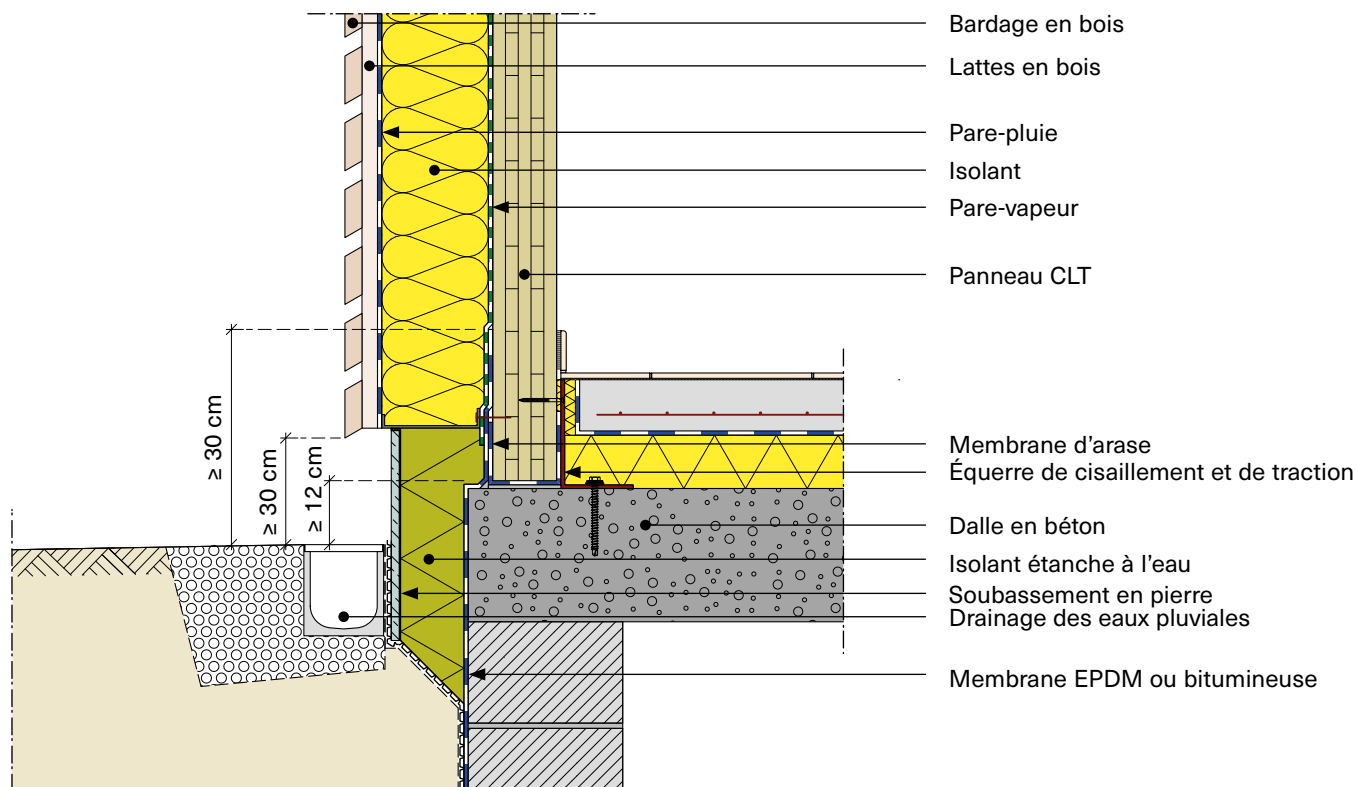 Bardage en bois
Lattes en bois
Pare-pluie
Isolant
Pare-vapeur
Panneau CLT
≥ 30 cm
≥ 30 cm
≥ 12 cm
Membrane d'arase
Équerre de cisaillement et de traction
Dalle en béton
Isolant étanche à l'eau
Soubassement en pierre
Drainage des eaux pluviales
Membrane EPDM ou bitumineuse